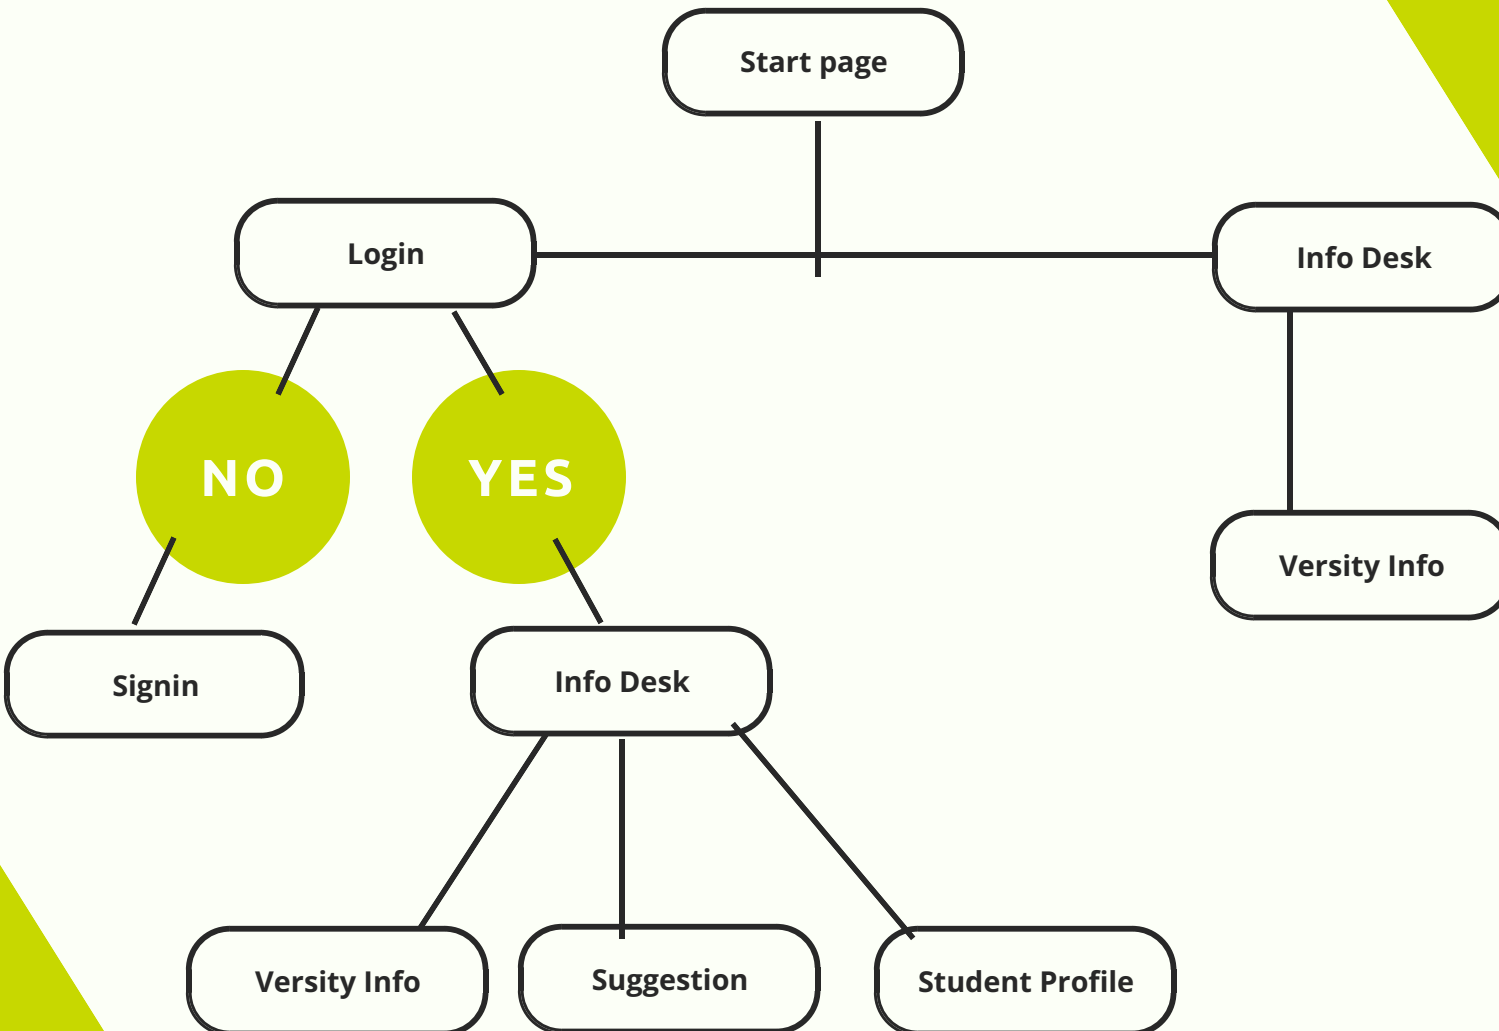 Start page
Login
Info Desk
NO
YES
Versity Info
Signin
Info Desk
Versity Info
Suggestion
Student Profile